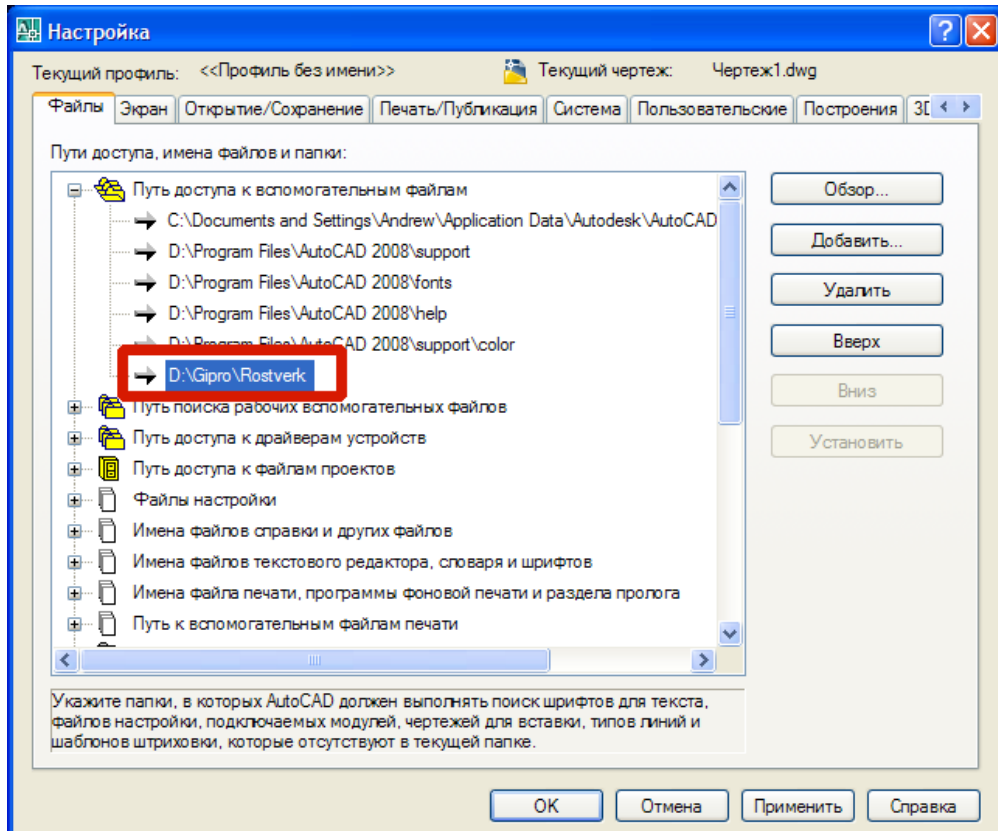 Настройка
Текущий профиль: <<Профиль без имени>> Текущий чертеж: Чертеж1.dwg
Файлы Экран Открытие/Сохранение Печать/Публикация Система Пользовательские Построения
Пути доступа, имена файлов и папки:
Путь доступа к вспомогательным файлам
C:\Documents and Settings\Andrew\Application Data\Autodesk\AutoCAD
D:\Program Files\AutoCAD 2008\support
D:\Program Files\AutoCAD 2008\fonts
D:\Program Files\AutoCAD 2008\help
D:\Program Files\AutoCAD 2008\support\color
D:\Gipro\Rostverk
Путь поиска рабочих вспомогательных файлов
Путь доступа к драйверам устройств
Путь доступа к файлам проектов
Файлы настройки
Имена файлов справки и других файлов
Имена файлов текстового редактора, словаря и шрифтов
Имена файла печати, программы фоновой печати и раздела пролога
Путь к вспомогательным файлам печати
Обзор...
Добавить...
Удалить
Вверх
Вниз
Установить
Укажите папки, в которых AutoCAD должен выполнять поиск шрифтов для текста,
файлов настройки, подключаемых модулей, чертежей для вставки, типов линий и
шаблонов штриховки, которые отсутствуют в текущей папке.
OK Отмена Применить Справка